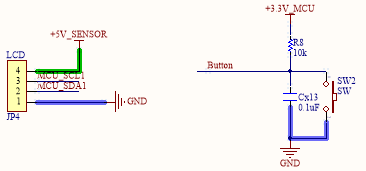 +5V_SENSOR
LCD
4
3
MCU_SCL1
2
MCU_SDA1
1
GND
JP4
+3.3V_MCU
R8
10k
Button
SW2
SW
Cx13
0.1uF
GND